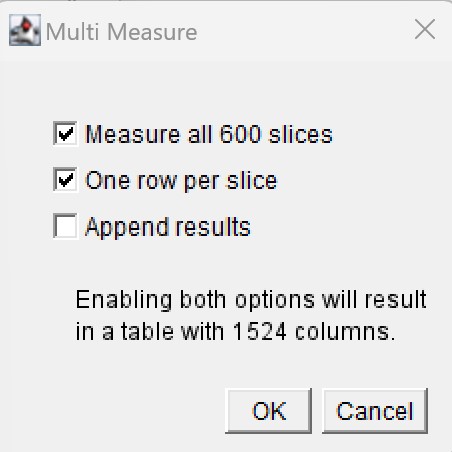 Multi Measure
Measure all 600 slices
One row per slice
Append results
Enabling both options will result
in a table with 1524 columns.
OK Cancel